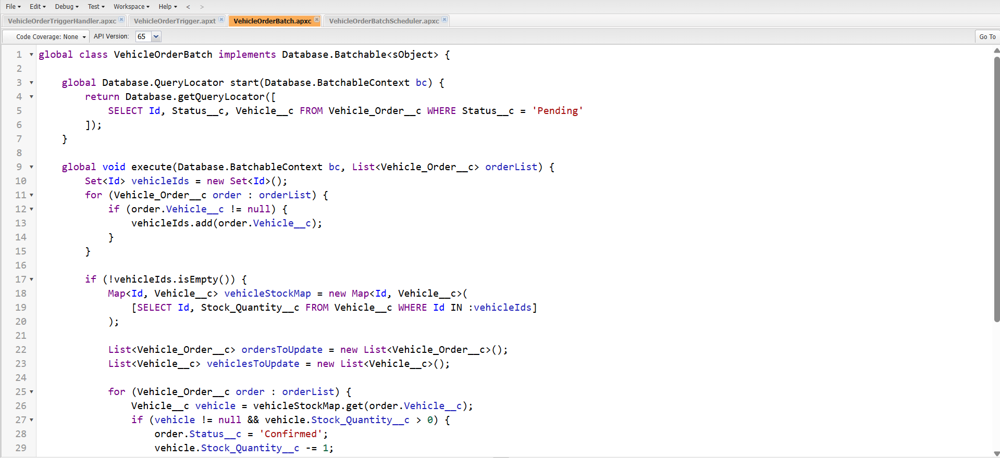 File Edit Debug Test Workspace Help < >
VehicleOrderTriggerHandler.apxc VehicleOrderTrigger.apxt VehicleOrderBatch.apxc VehicleOrderBatchScheduler.apxc
Code Coverage: None API Version: 65 Go To
1 global class VehicleOrderBatch implements Database.Batchable<sObject> {
2
3     global Database.QueryLocator start(Database.BatchableContext bc) {
4         return Database.getQueryLocator([
5             SELECT Id, Status__c, Vehicle__c FROM Vehicle_Order__c WHERE Status__c = 'Pending'
6         ]);
7     }
8
9     global void execute(Database.BatchableContext bc, List<Vehicle_Order__c> orderList) {
10         Set<Id> vehicleIds = new Set<Id>();
11         for (Vehicle_Order__c order : orderList) {
12             if (order.Vehicle__c != null) {
13                 vehicleIds.add(order.Vehicle__c);
14             }
15         }
16
17         if (!vehicleIds.isEmpty()) {
18             Map<Id, Vehicle__c> vehicleStockMap = new Map<Id, Vehicle__c>(
19                 [SELECT Id, Stock_Quantity__c FROM Vehicle__c WHERE Id IN :vehicleIds]
20             );
21
22             List<Vehicle_Order__c> ordersToUpdate = new List<Vehicle_Order__c>();
23             List<Vehicle__c> vehiclesToUpdate = new List<Vehicle__c>();
24
25             for (Vehicle_Order__c order : orderList) {
26                 Vehicle__c vehicle = vehicleStockMap.get(order.Vehicle__c);
27                 if (vehicle != null && vehicle.Stock_Quantity__c > 0) {
28                     order.Status__c = 'Confirmed';
29                     vehicle.Stock_Quantity__c -= 1;